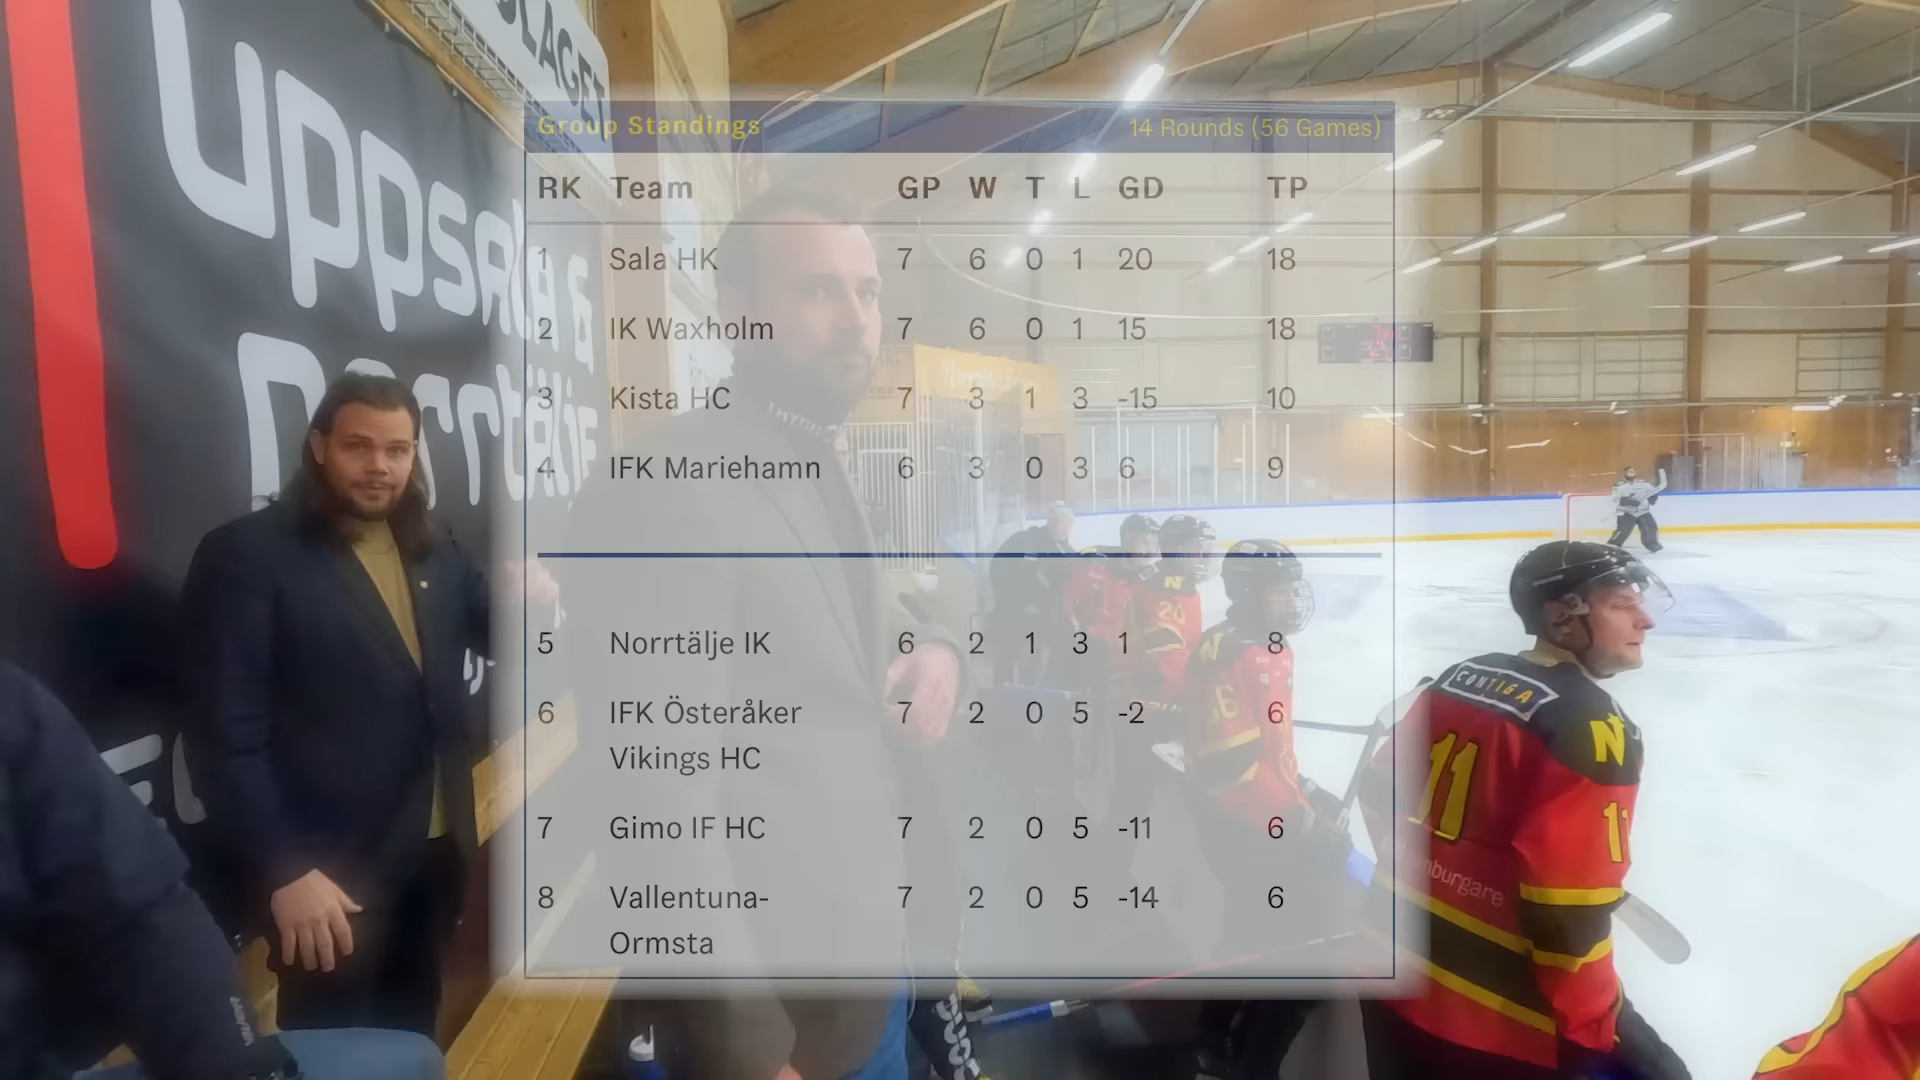 OLAGET
uppsala &
norrtälje
Group Standings 14 Rounds (56 Games)
RK Team GP W T L GD TP
1 Sala HK 7 6 0 1 20 18
2 IK Waxholm 7 6 0 1 15 18
3 Kista HC 7 3 1 3 -15 10
4 IFK Mariehamn 6 3 0 3 6 9
5 Norrtälje IK 6 2 1 3 1 8
6 IFK Österåker 7 2 0 5 -2 6
Vikings HC
7 Gimo IF HC 7 2 0 5 -11 6
8 Vallentuna- 7 2 0 5 -14 6
Ormsta
20
CONTIGA
N
11
11